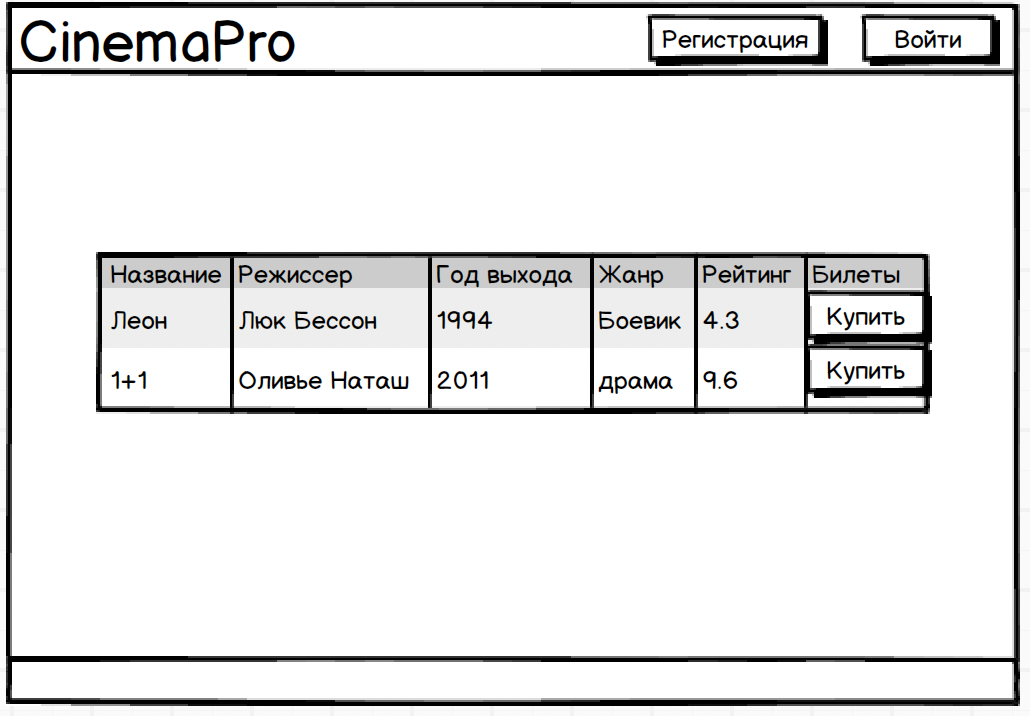 CinemaPro Регистрация Войти
Название Режиссер Год выхода Жанр Рейтинг Билеты
Леон Люк Бессон 1994 Боевик 4.3 Купить
1+1 Оливье Наташ 2011 драма 9.6 Купить